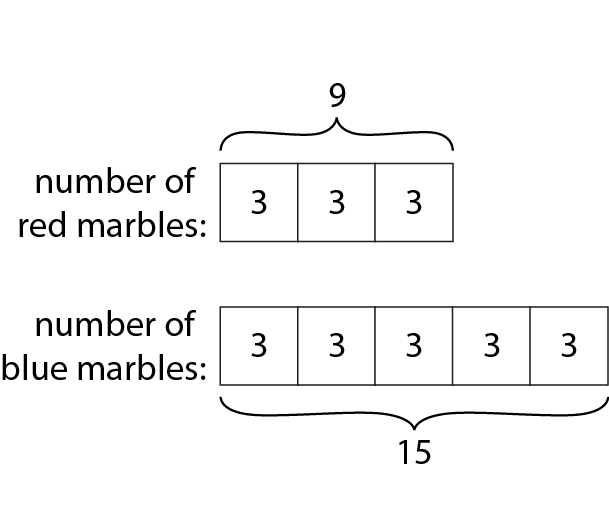 9
number of
red marbles:
3 3 3
number of
blue marbles:
3 3 3 3 3
15